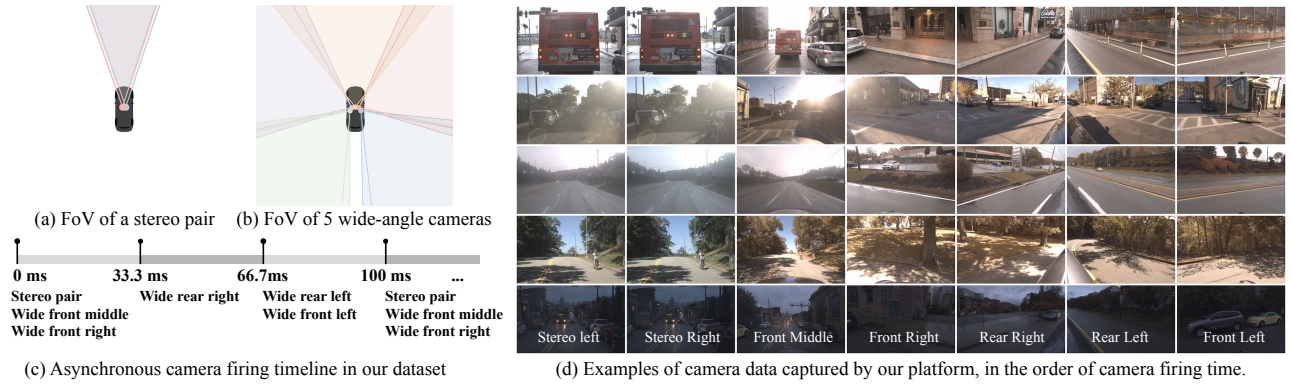 (a) FoV of a stereo pair
(b) FoV of 5 wide-angle cameras
0 ms
33.3 ms
66.7ms
100 ms
...
Stereo pair
Wide front middle
Wide front right
Wide rear right
Wide rear left
Wide front left
Stereo pair
Wide front middle
Wide front right
(c) Asynchronous camera firing timeline in our dataset
Stereo left
Stereo Right
Front Middle
Front Right
Rear Right
Rear Left
Front Left
(d) Examples of camera data captured by our platform, in the order of camera firing time.